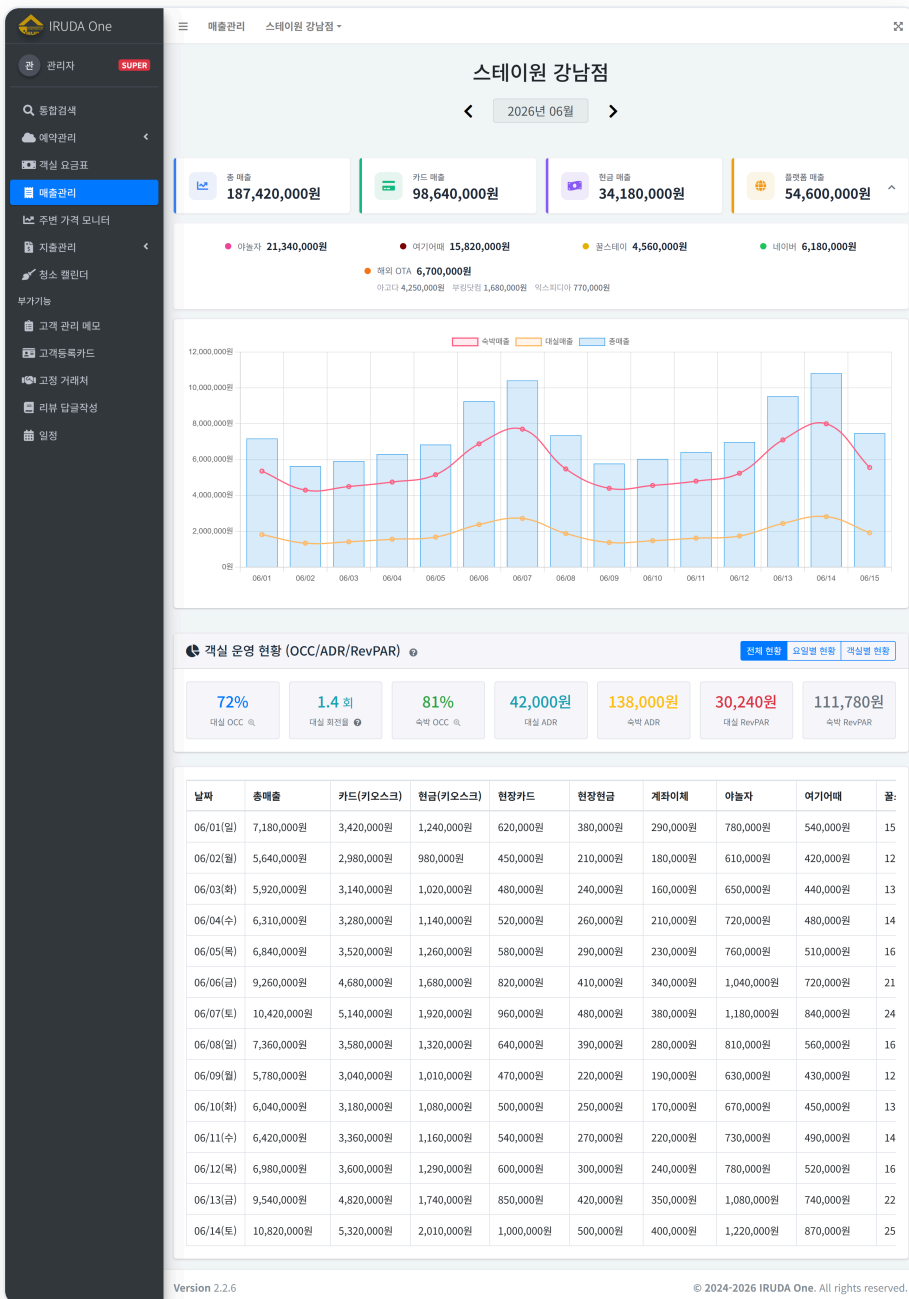 IRUDA One
매출관리 스테이원 강남점
관 관리자 SUPER
통합검색
예약관리
객실 요금표
매출관리
주변 가격 모니터
지출관리
청소 캘린더
부가기능
고객 관리 메모
고객등록카드
고정 거래처
리뷰 답글작성
일정
스테이원 강남점
2026년 06월
총 매출
187,420,000원
카드 매출
98,640,000원
현금 매출
34,180,000원
플랫폼 매출
54,600,000원
야놀자 21,340,000원 여기어때 15,820,000원 꿀스테이 4,560,000원 네이버 6,180,000원
해외 OTA 6,700,000원
아고다 4,250,000원 부킹닷컴 1,680,000원 익스피디아 770,000원
숙박매출 대실매출 총매출
12,000,000원
10,000,000원
8,000,000원
6,000,000원
4,000,000원
2,000,000원
0원
06/01 06/02 06/03 06/04 06/05 06/06 06/07 06/08 06/09 06/10 06/11 06/12 06/13 06/14 06/15
객실 운영 현황 (OCC/ADR/RevPAR)
전체 현황 요일별 현황 객실별 현황
72%
대실 OCC
1.4 회
대실 회전율
81%
숙박 OCC
42,000원
대실 ADR
138,000원
숙박 ADR
30,240원
대실 RevPAR
111,780원
숙박 RevPAR
날짜 총매출 카드(키오스크) 현금(키오스크) 현장카드 현장현금 계좌이체 야놀자 여기어때
06/01(일) 7,180,000원 3,420,000원 1,240,000원 620,000원 380,000원 290,000원 780,000원 540,000원 15
06/02(월) 5,640,000원 2,980,000원 980,000원 450,000원 210,000원 180,000원 610,000원 420,000원 12
06/03(화) 5,920,000원 3,140,000원 1,020,000원 480,000원 240,000원 160,000원 650,000원 440,000원 13
06/04(수) 6,310,000원 3,280,000원 1,140,000원 520,000원 260,000원 210,000원 720,000원 480,000원 14
06/05(목) 6,840,000원 3,520,000원 1,260,000원 580,000원 290,000원 230,000원 760,000원 510,000원 16
06/06(금) 9,260,000원 4,680,000원 1,680,000원 820,000원 410,000원 340,000원 1,040,000원 720,000원 21
06/07(토) 10,420,000원 5,140,000원 1,920,000원 960,000원 480,000원 380,000원 1,180,000원 840,000원 24
06/08(일) 7,360,000원 3,580,000원 1,320,000원 640,000원 390,000원 280,000원 810,000원 560,000원 16
06/09(월) 5,780,000원 3,040,000원 1,010,000원 470,000원 220,000원 190,000원 630,000원 430,000원 12
06/10(화) 6,040,000원 3,180,000원 1,080,000원 500,000원 250,000원 170,000원 670,000원 450,000원 13
06/11(수) 6,420,000원 3,360,000원 1,160,000원 540,000원 270,000원 220,000원 730,000원 490,000원 14
06/12(목) 6,980,000원 3,600,000원 1,290,000원 600,000원 300,000원 240,000원 780,000원 520,000원 16
06/13(금) 9,540,000원 4,820,000원 1,740,000원 850,000원 420,000원 350,000원 1,080,000원 740,000원 22
06/14(토) 10,820,000원 5,320,000원 2,010,000원 1,000,000원 500,000원 400,000원 1,220,000원 870,000원 25
Version 2.2.6 © 2024-2026 IRUDA One. All rights reserved.